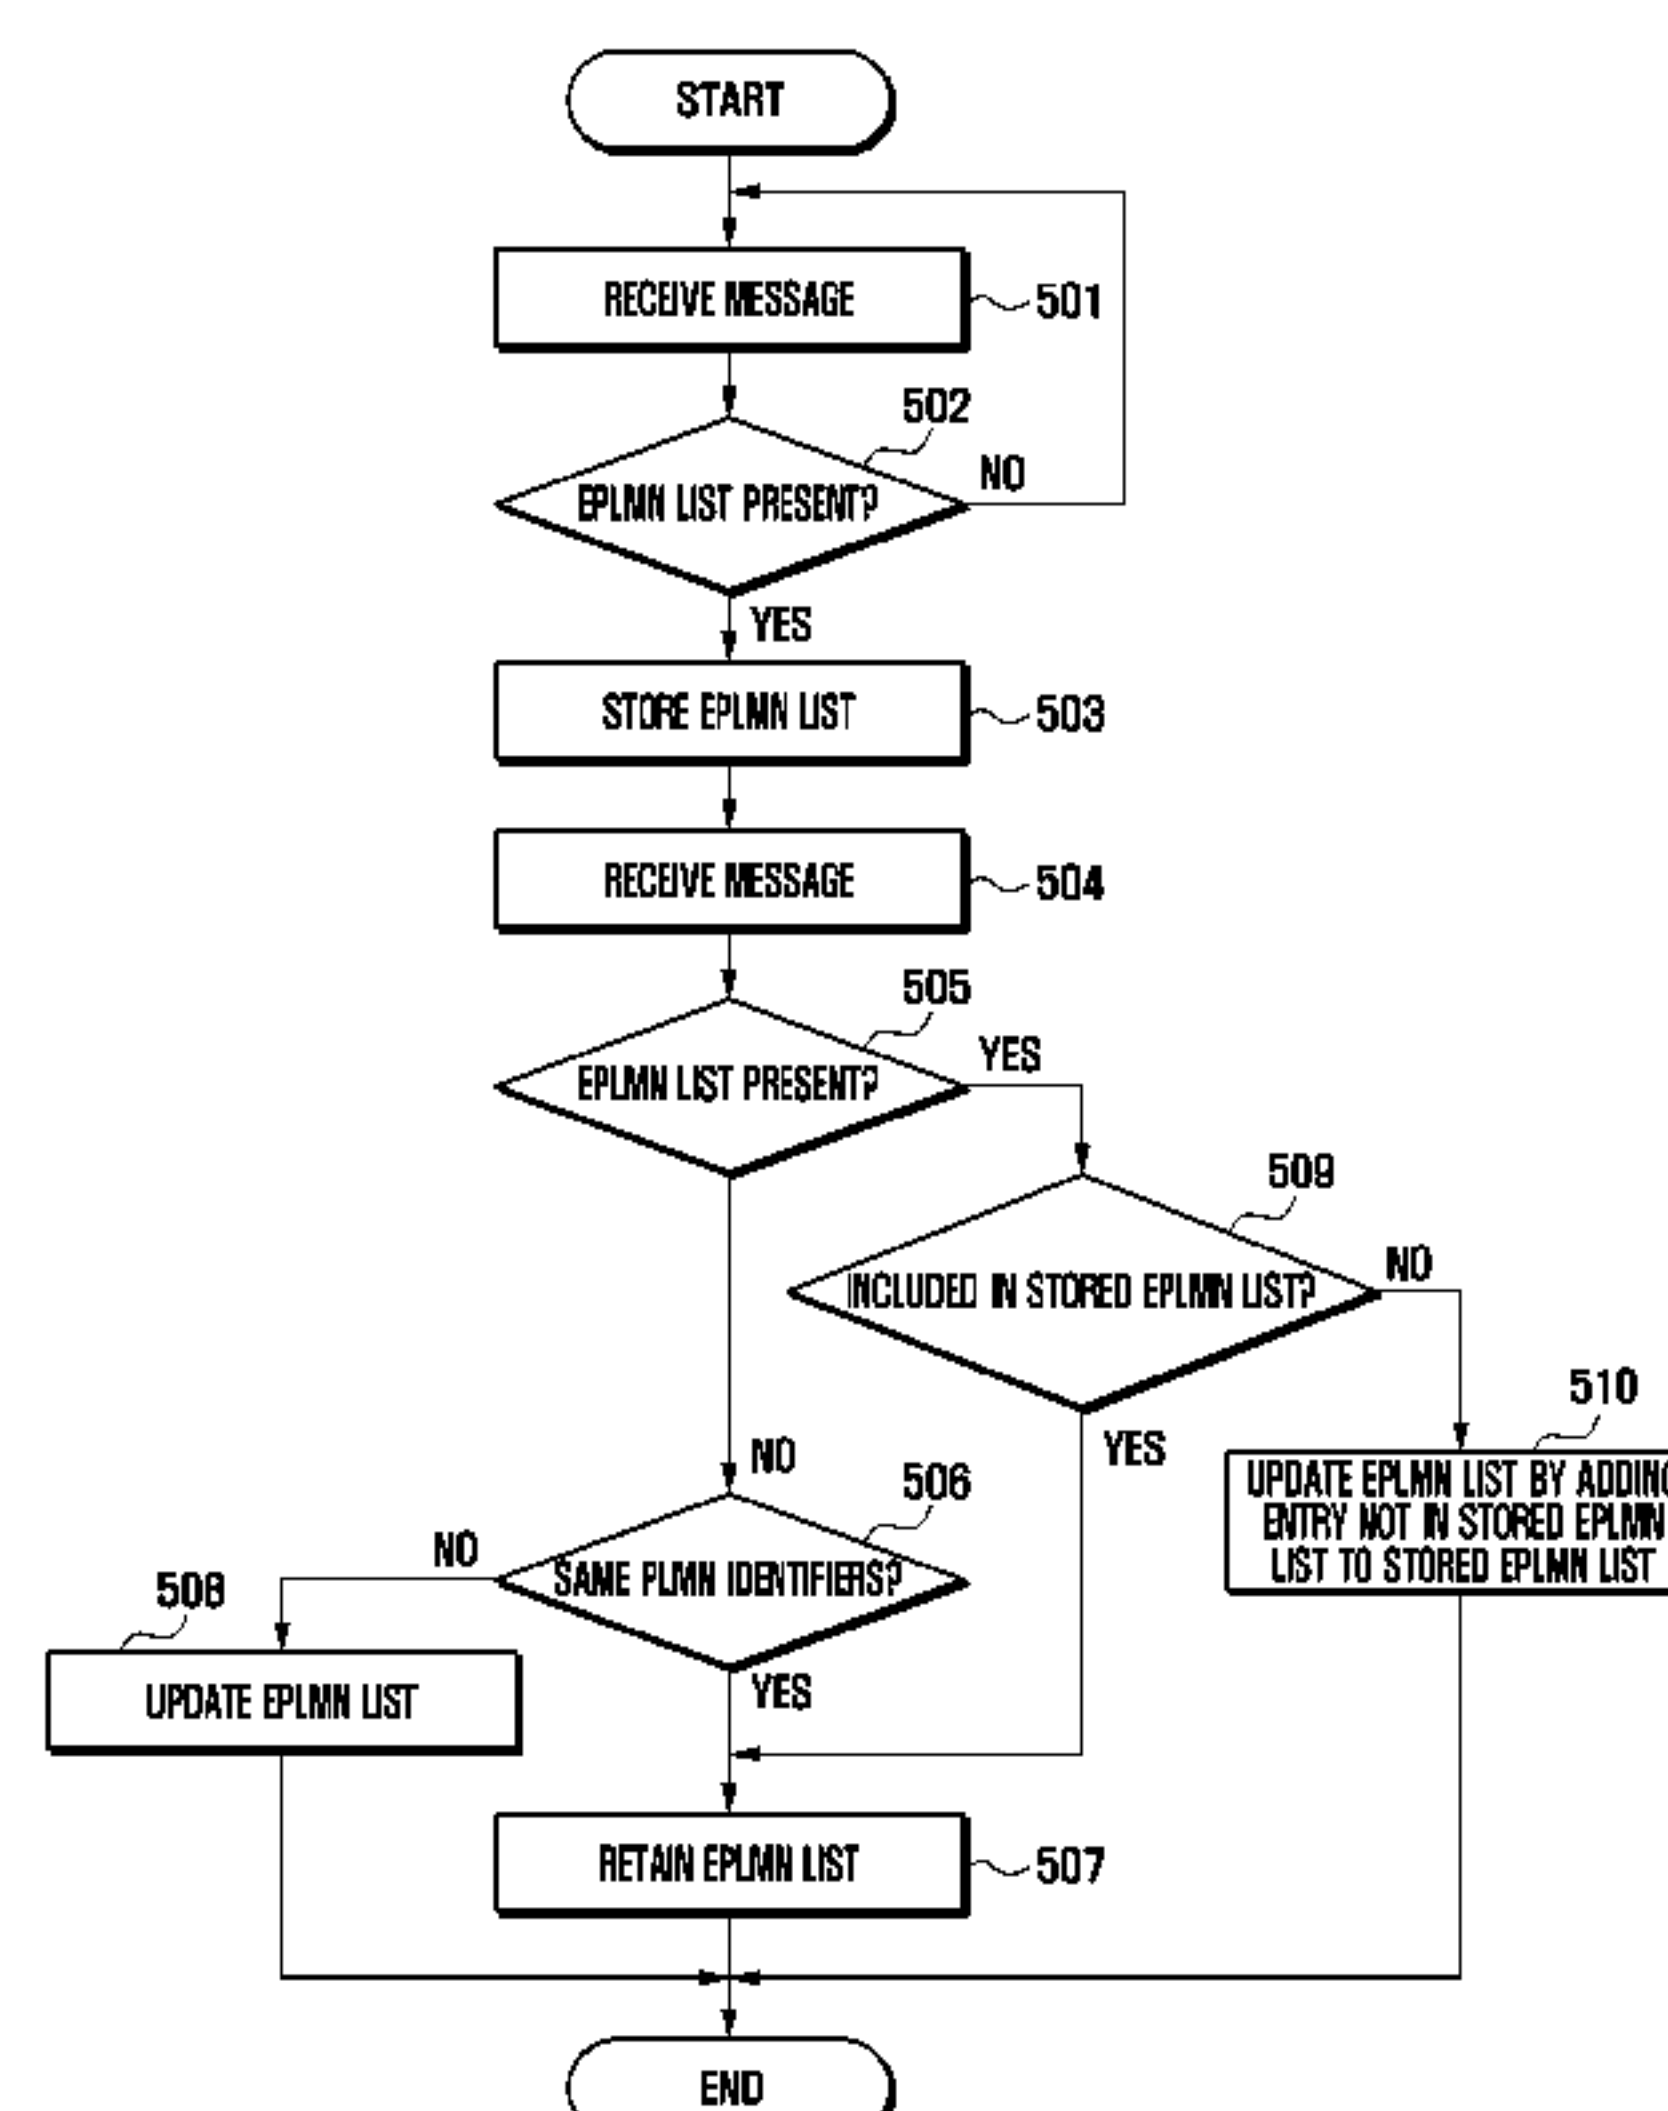 START
RECEIVE MESSAGE
501
502
EPLMN LIST PRESENT?
NO
YES
STORE EPLMN LIST
503
RECEIVE MESSAGE
504
505
EPLMN LIST PRESENT?
YES
509
INCLUDED IN STORED EPLMN LIST?
NO
YES
510
UPDATE EPLMN LIST BY ADDING
ENTRY NOT IN STORED EPLMN
LIST TO STORED EPLMN LIST
NO
506
SAME PLMN IDENTIFIERS?
NO
508
UPDATE EPLMN LIST
YES
RETAIN EPLMN LIST
507
END